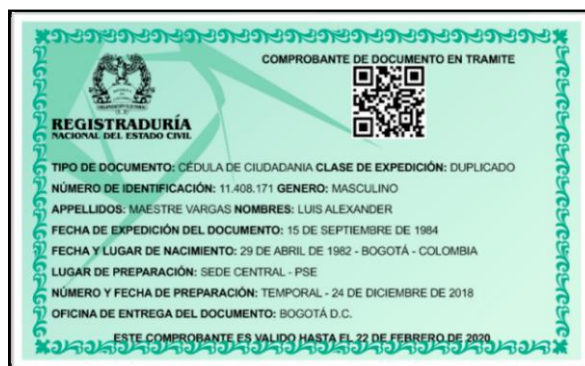 COMPROBANTE DE DOCUMENTO EN TRAMITE
REGISTRADURÍA
NACIONAL DEL ESTADO CIVIL
TIPO DE DOCUMENTO: CÉDULA DE CIUDADANIA CLASE DE EXPEDICIÓN: DUPLICADO
NÚMERO DE IDENTIFICACIÓN: 11.408.171 GENERO: MASCULINO
APPELLIDOS: MAESTRE VARGAS NOMBRES: LUIS ALEXANDER
FECHA DE EXPEDICIÓN DEL DOCUMENTO: 15 DE SEPTIEMBRE DE 1984
FECHA Y LUGAR DE NACIMIENTO: 29 DE ABRIL DE 1982 - BOGOTÁ - COLOMBIA
LUGAR DE PREPARACIÓN: SEDE CENTRAL - PSE
NÚMERO Y FECHA DE PREPARACIÓN: TEMPORAL - 24 DE DICIEMBRE DE 2018
OFICINA DE ENTREGA DEL DOCUMENTO: BOGOTÁ D.C.
ESTE COMPROBANTE ES VALIDO HASTA EL 22 DE FEBRERO DE 2020